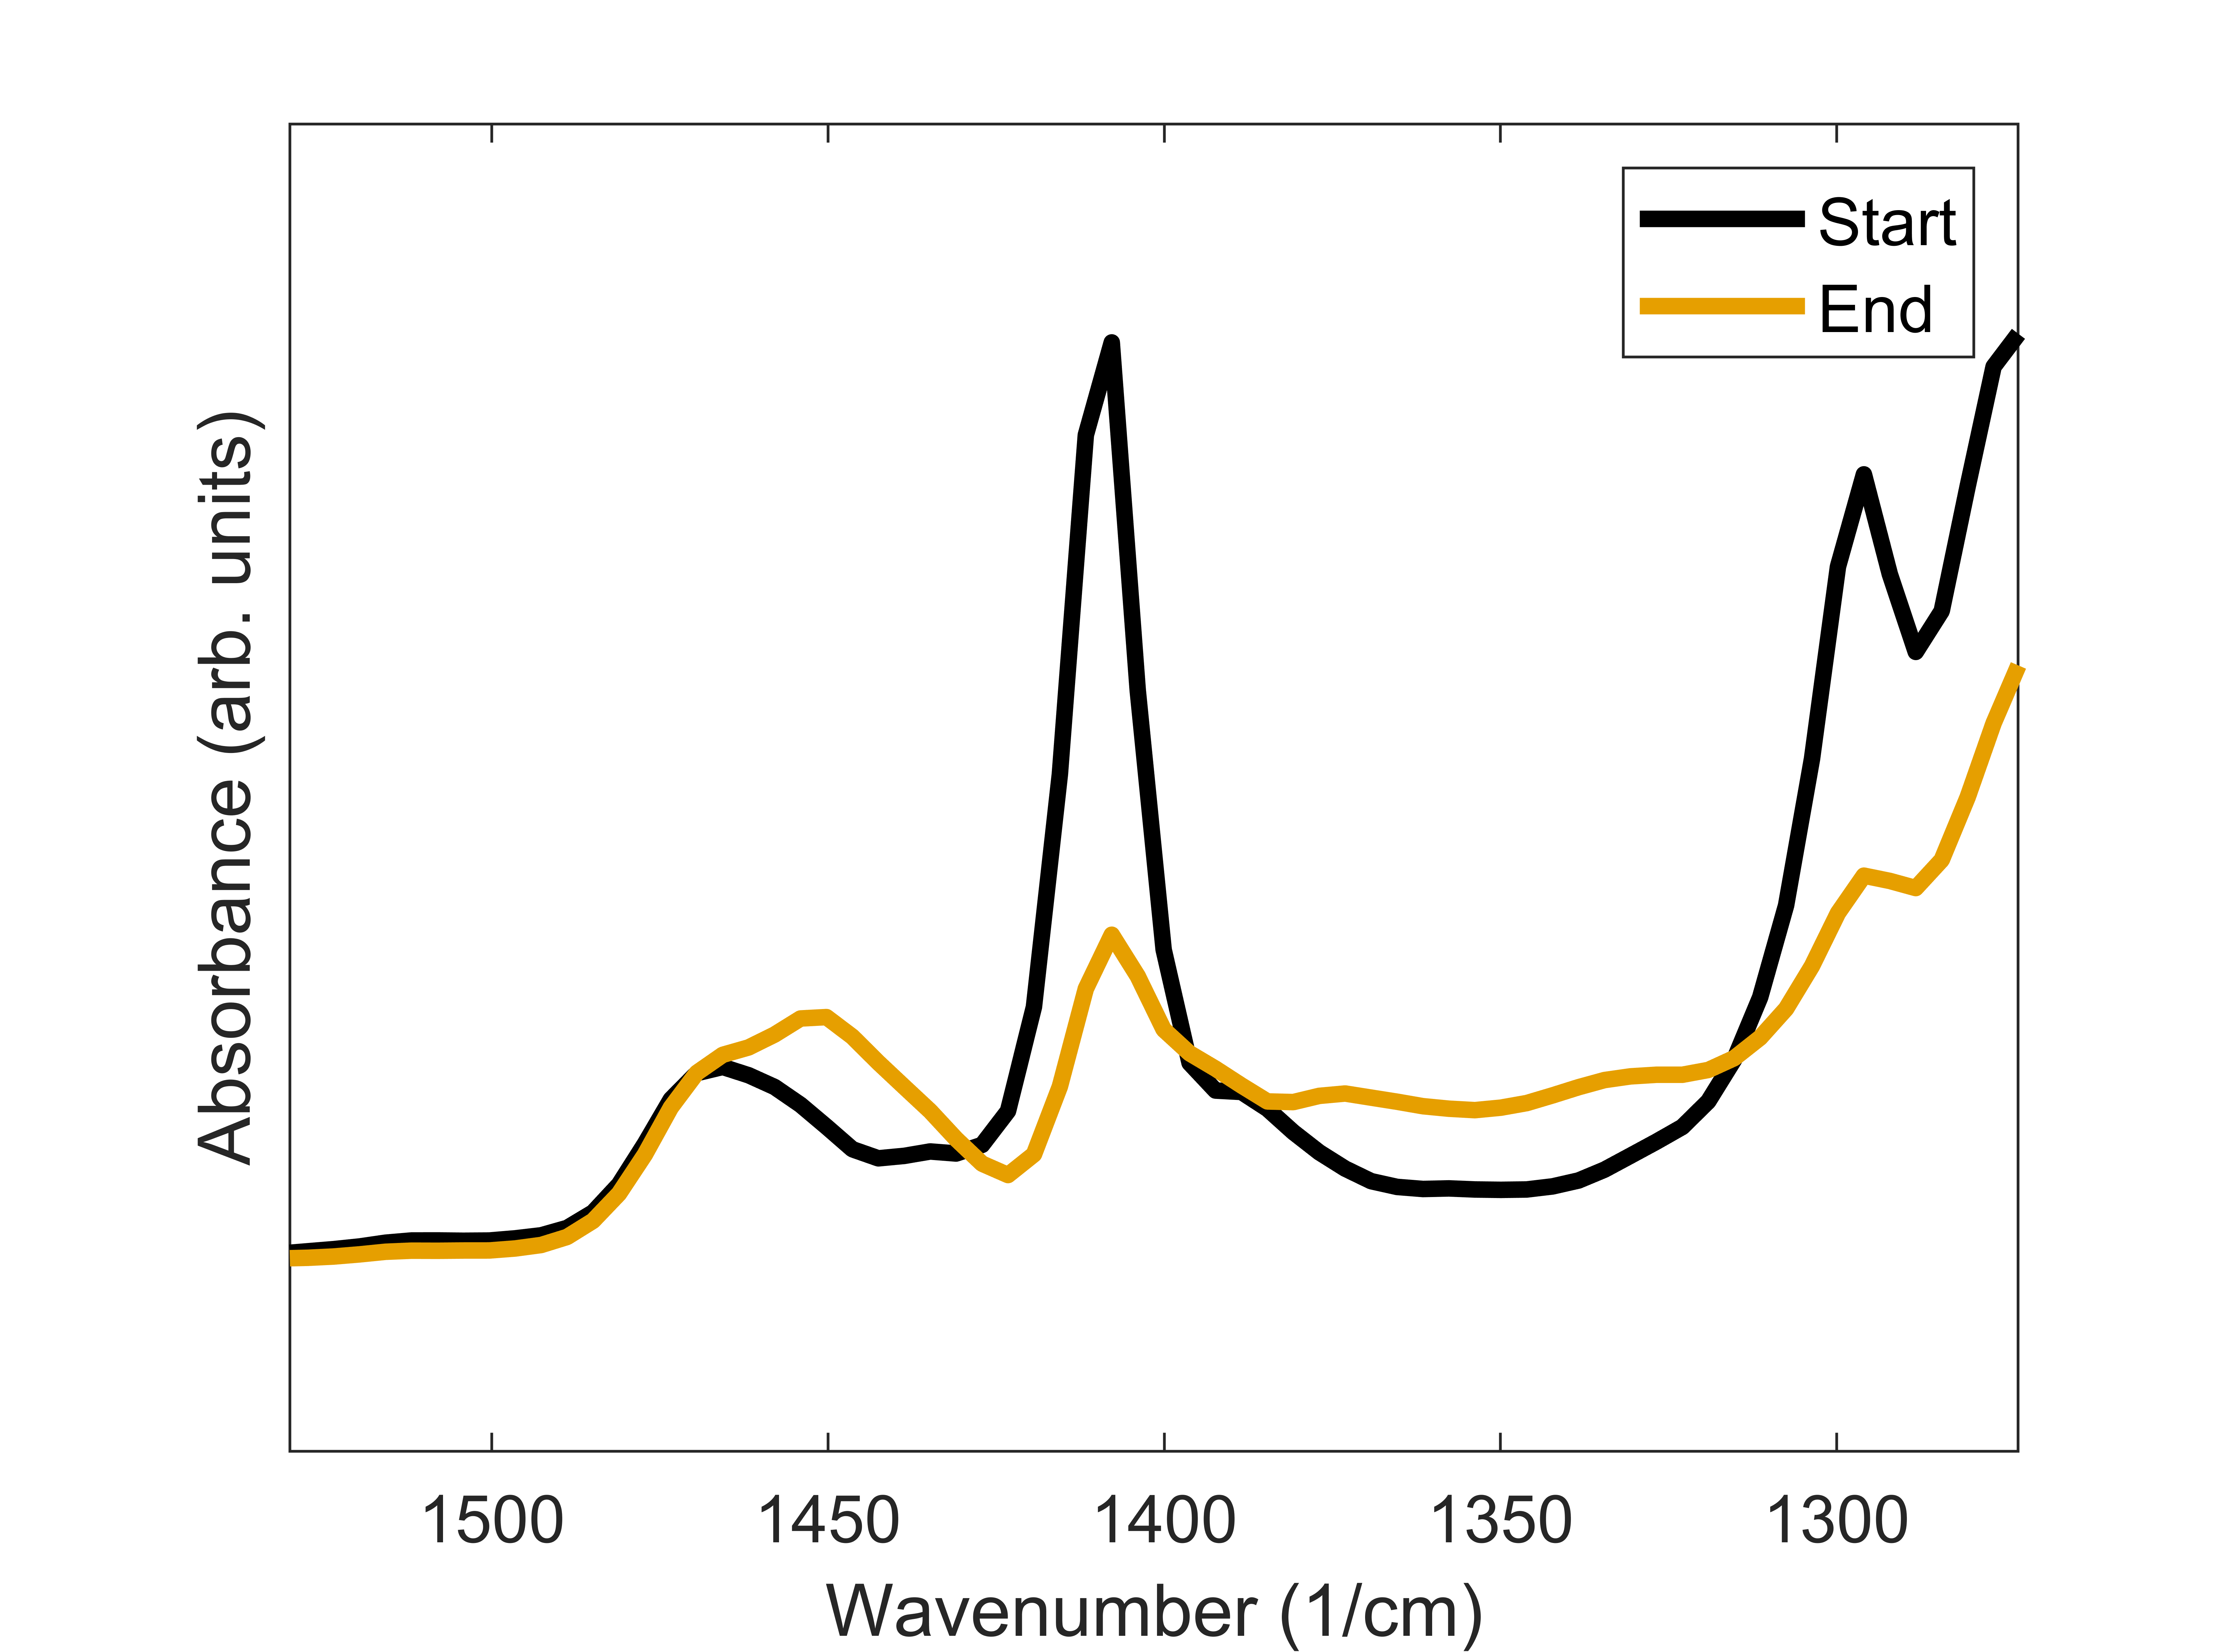 Start
End
Absorbance (arb. units)
1500 1450 1400 1350 1300
Wavenumber (1/cm)